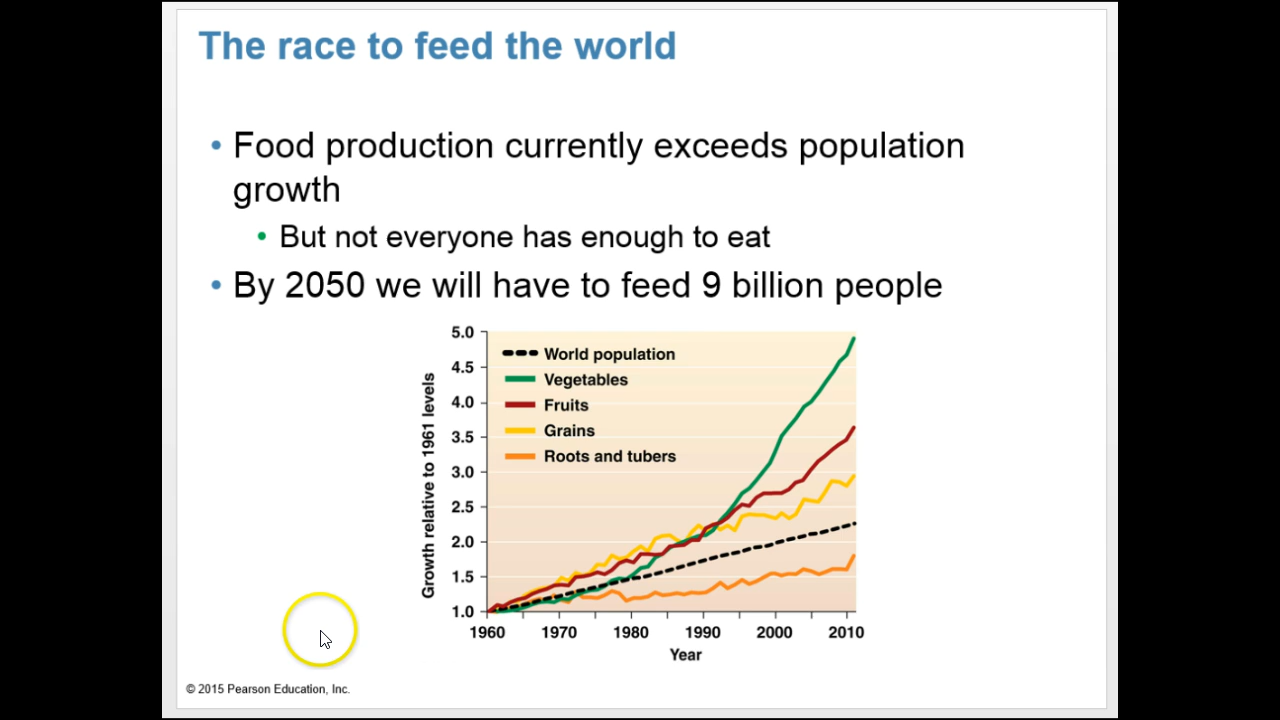 The race to feed the world
• Food production currently exceeds population
growth
• But not everyone has enough to eat
• By 2050 we will have to feed 9 billion people
5.0
4.5
4.0
3.5
3.0
2.5
2.0
1.5
1.0
Growth relative to 1961 levels
World population
Vegetables
Fruits
Grains
Roots and tubers
1960 1970 1980 1990 2000 2010
Year
© 2015 Pearson Education, Inc.